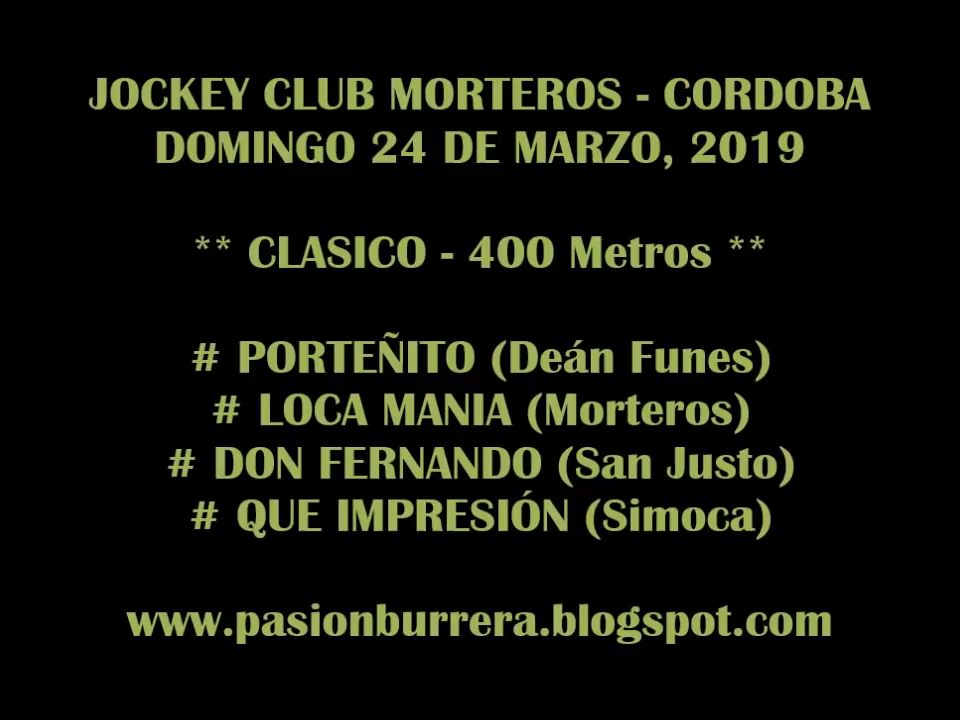 JOCKEY CLUB MORTEROS - CORDOBA
DOMINGO 24 DE MARZO, 2019
** CLASICO - 400 Metros **
# PORTEÑITO (Deán Funes)
# LOCA MANIA (Morteros)
# DON FERNANDO (San Justo)
# QUE IMPRESIÓN (Simoca)
www.pasionburrera.blogspot.com